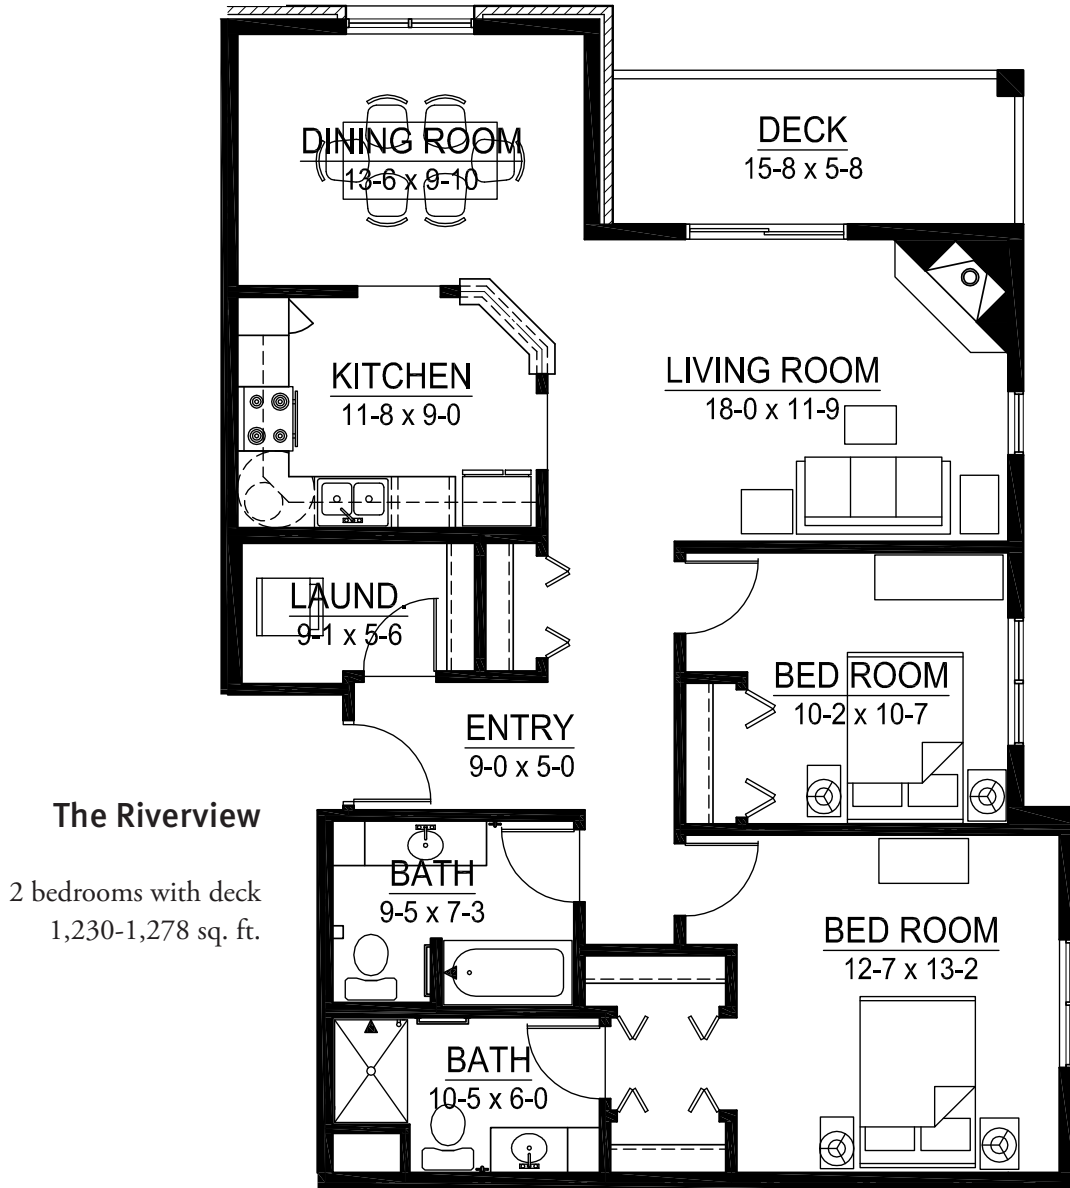 DINING ROOM
13-6 x 9-10
DECK
15-8 x 5-8
KITCHEN
11-8 x 9-0
LIVING ROOM
18-0 x 11-9
LAUND.
9-1 x 5-6
BED ROOM
10-2 x 10-7
ENTRY
9-0 x 5-0
The Riverview
2 bedrooms with deck
1,230-1,278 sq. ft.
BATH
9-5 x 7-3
BED ROOM
12-7 x 13-2
BATH
10-5 x 6-0